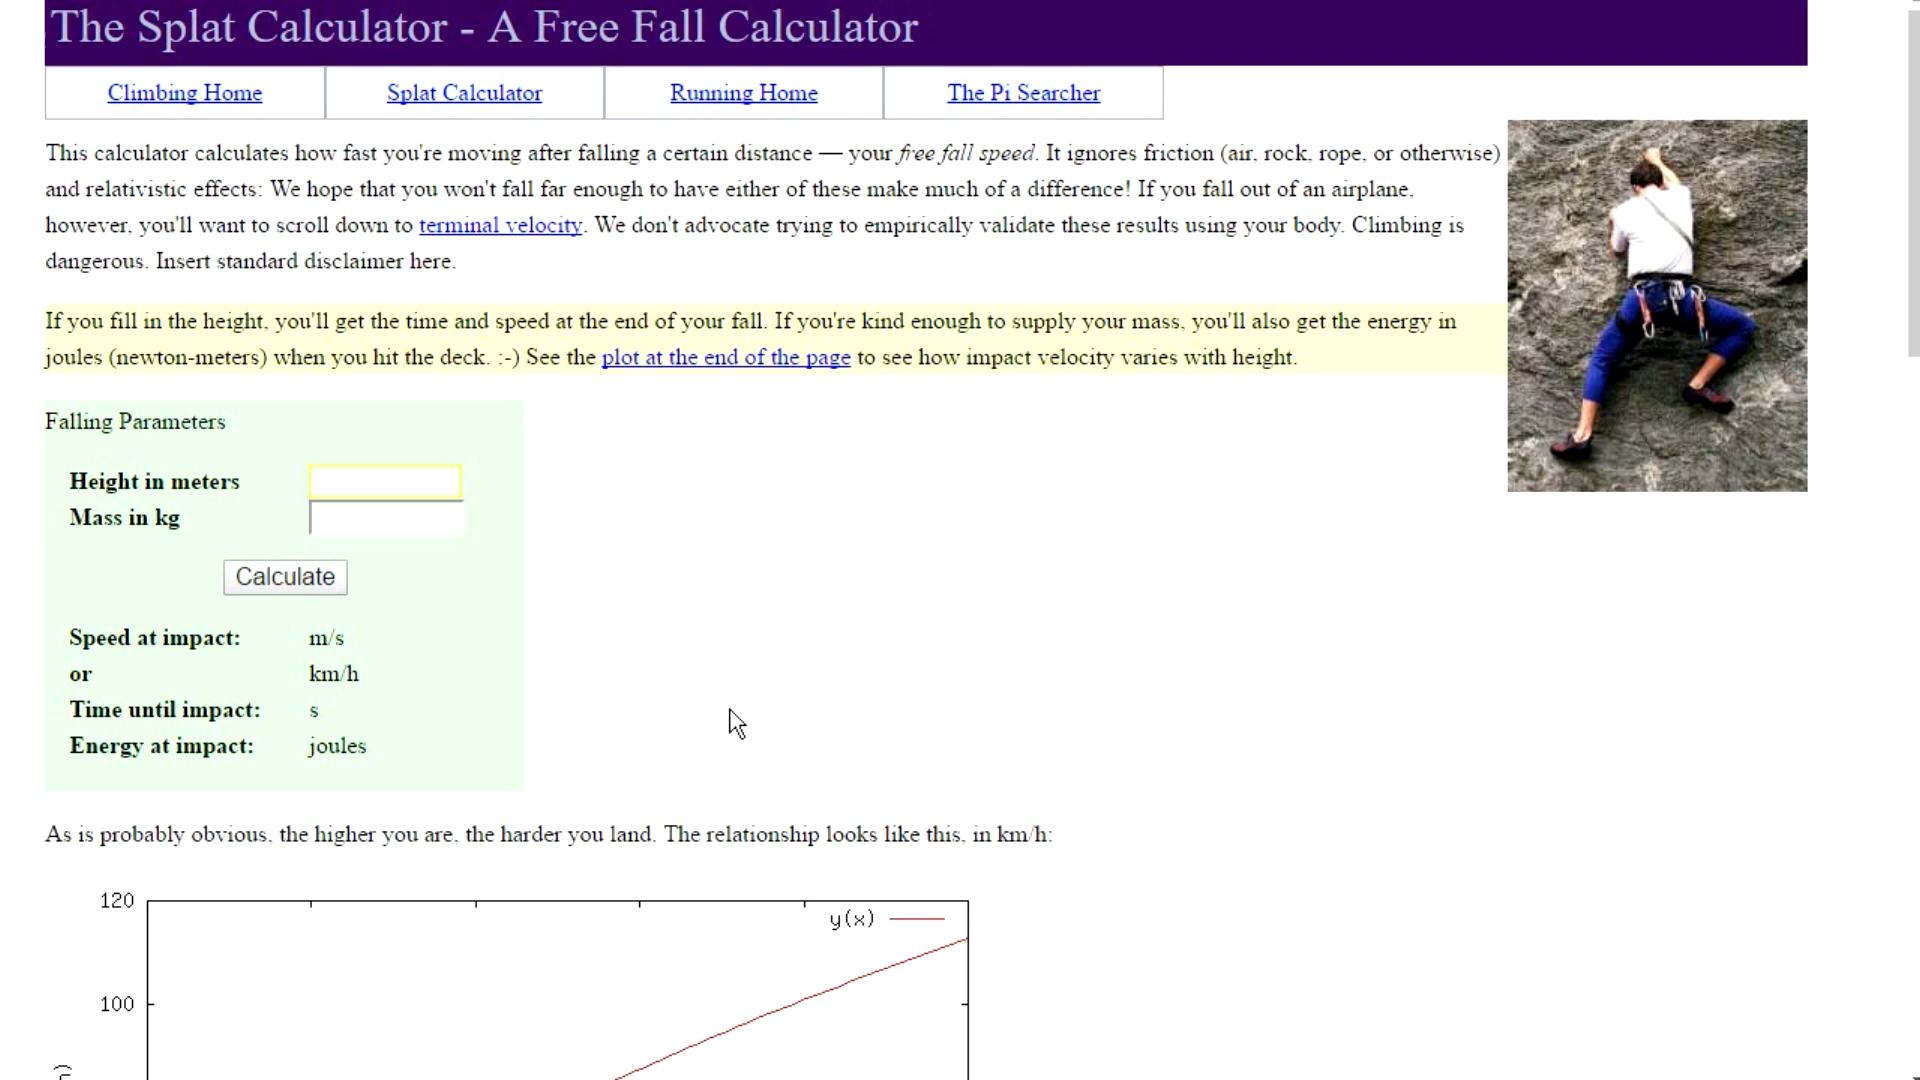 The Splat Calculator - A Free Fall Calculator
Climbing Home
Splat Calculator
Running Home
The Pi Searcher
This calculator calculates how fast you're moving after falling a certain distance — your free fall speed. It ignores friction (air, rock, rope, or otherwise)
and relativistic effects: We hope that you won't fall far enough to have either of these make much of a difference! If you fall out of an airplane,
however, you'll want to scroll down to terminal velocity. We don't advocate trying to empirically validate these results using your body. Climbing is
dangerous. Insert standard disclaimer here.
If you fill in the height, you'll get the time and speed at the end of your fall. If you're kind enough to supply your mass, you'll also get the energy in
joules (newton-meters) when you hit the deck. :-) See the plot at the end of the page to see how impact velocity varies with height.
Falling Parameters
Height in meters
Mass in kg
Calculate
Speed at impact: m/s
or km/h
Time until impact: s
Energy at impact: joules
As is probably obvious, the higher you are, the harder you land. The relationship looks like this, in km/h:
120
y(x)
100